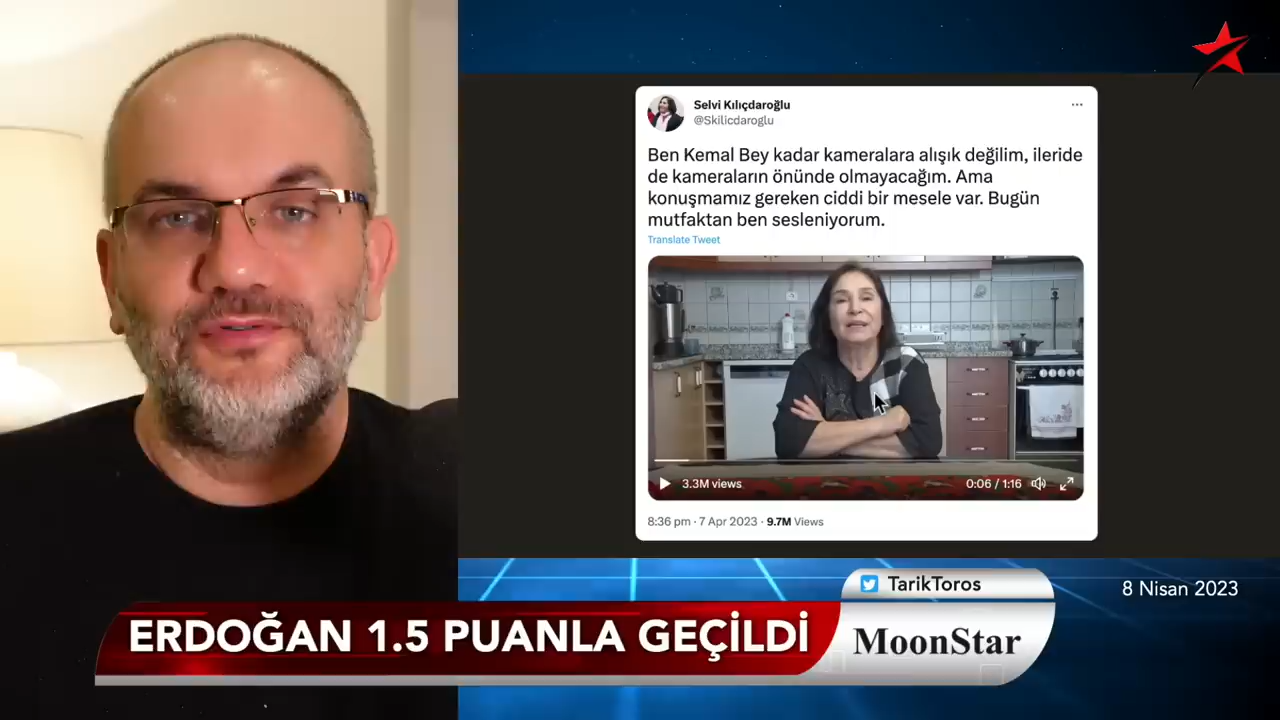 Selvi Kılıçdaroğlu
@Skilicdaroglu
Ben Kemal Bey kadar kameralara alışık değilim, ileride
de kameraların önünde olmayacağım. Ama
konuşmamız gereken ciddi bir mesele var. Bugün
mutfaktan ben sesleniyorum.
Translate Tweet
3.3M views
0:06 / 1:16
8:36 pm · 7 Apr 2023 · 9.7M Views
TarikToros
8 Nisan 2023
ERDOĞAN 1.5 PUANLA GEÇİLDİ
MoonStar